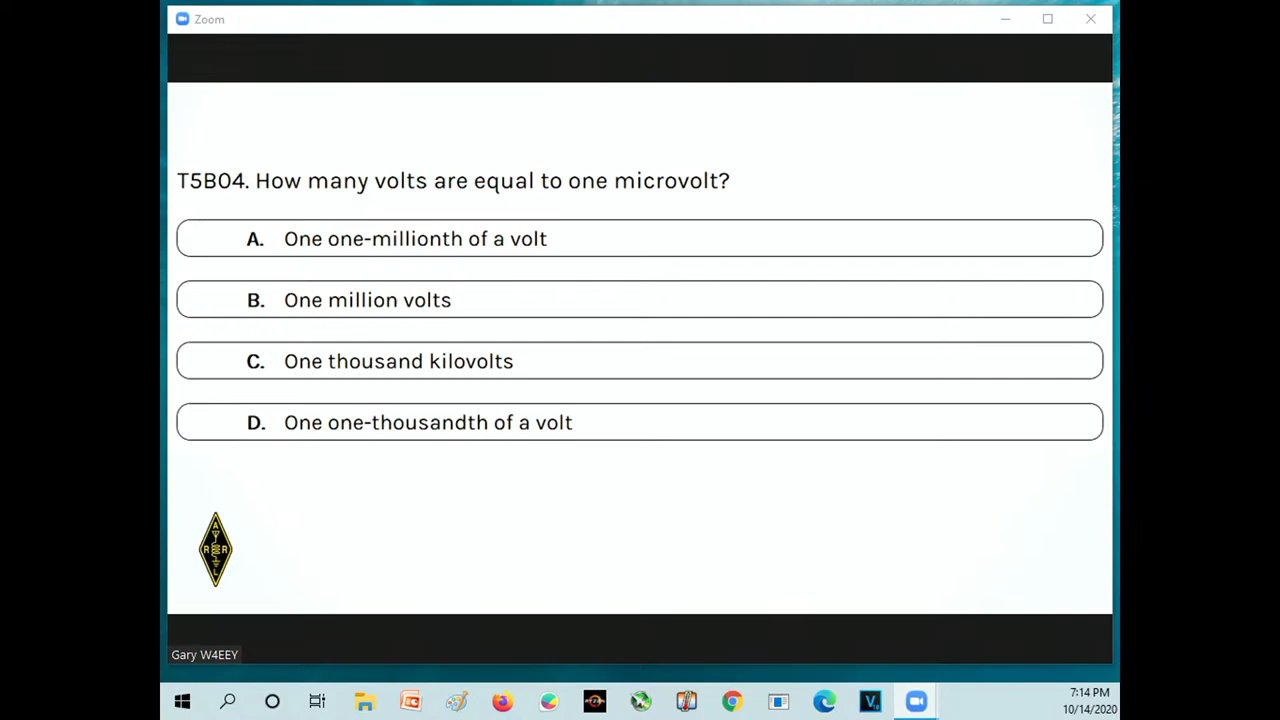 Zoom
T5B04. How many volts are equal to one microvolt?
A. One one-millionth of a volt
B. One million volts
C. One thousand kilovolts
D. One one-thousandth of a volt
A
R R
L
Gary W4EEY
7:14 PM
10/14/2020